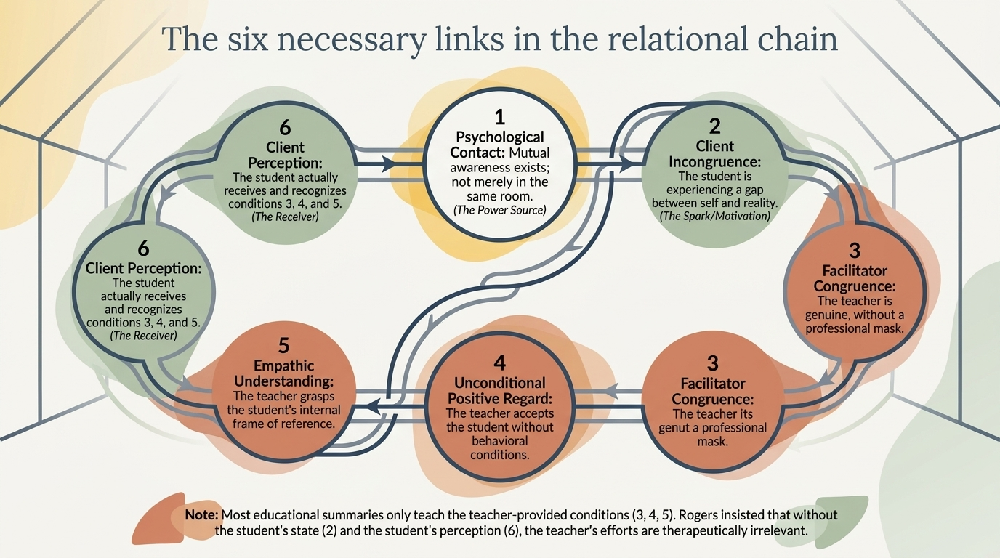 The six necessary links in the relational chain
6
Client
Perception:
The student actually
receives and recognizes
conditions 3, 4, and 5.
(The Receiver)
1
Psychological
Contact: Mutual
awareness exists;
not merely in the
same room.
(The Power Source)
2
Client
Incongruence:
The student is
experiencing a gap
between self and reality.
(The Spark/Motivation)
6
Client Perception:
The student
actually receives
and recognizes
conditions 3, 4, and 5.
(The Receiver)
3
Facilitator
Congruence:
The teacher is
genuine, without a
professional mask.
5
Empathic
Understanding:
The teacher grasps
the student's internal
frame of reference.
4
Unconditional
Positive Regard:
The teacher accepts
the student without
behavioral
conditions.
3
Facilitator
Congruence:
The teacher its
genut a professional
mask.
Note: Most educational summaries only teach the teacher-provided conditions (3, 4, 5). Rogers insisted that without
the student's state (2) and the student's perception (6), the teacher's efforts are therapeutically irrelevant.